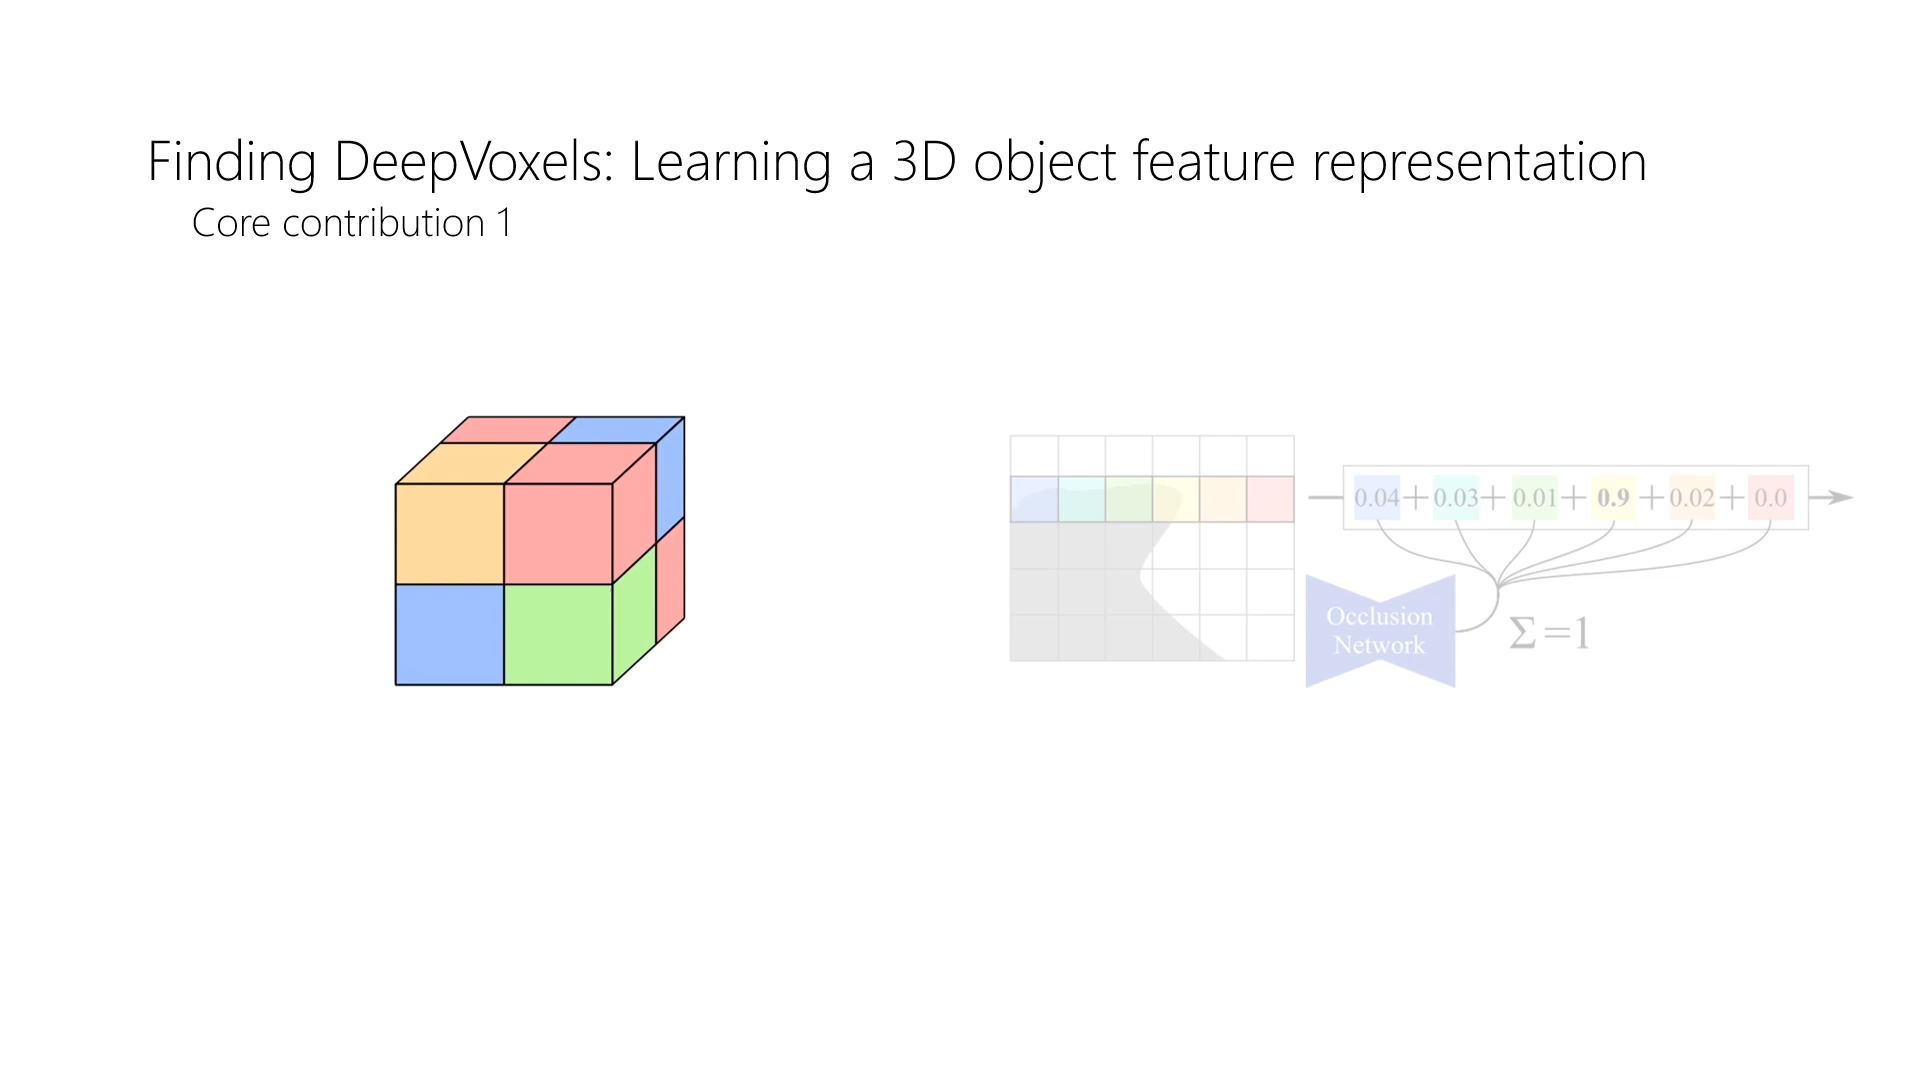 Finding DeepVoxels: Learning a 3D object feature representation
Core contribution 1
0.04+0.03+0.01+0.9+0.02+0.0
Occlusion
Network
Σ=1